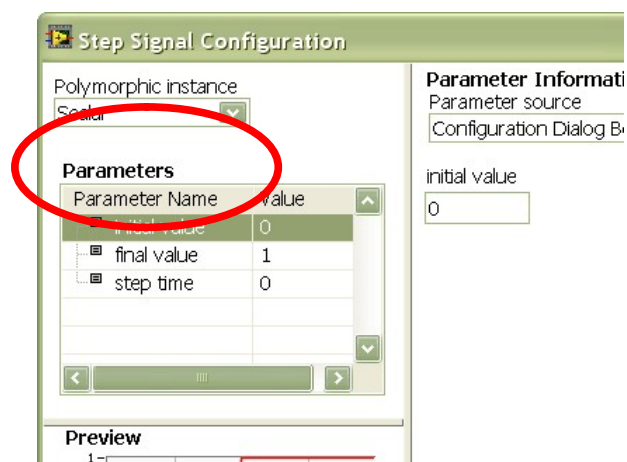 Step Signal Configuration
Polymorphic instance
Scalar
Parameters
Parameter Name Value
initial value 0
final value 1
step time 0
Preview
1
Parameter Informati
Parameter source
Configuration Dialog B
initial value
0